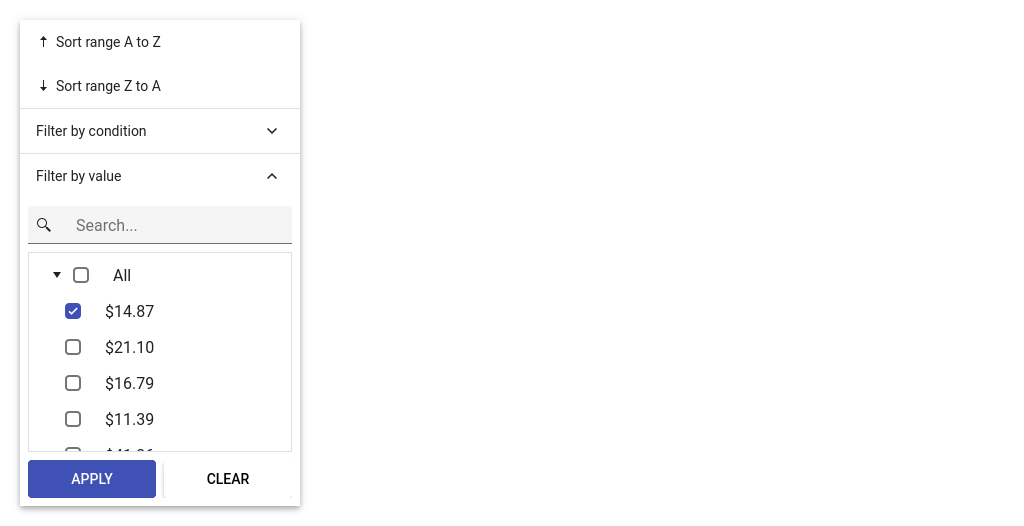 Sort range A to Z
Sort range Z to A
Filter by condition
Filter by value
Search...
All
$14.87
$21.10
$16.79
$11.39
APPLY
CLEAR